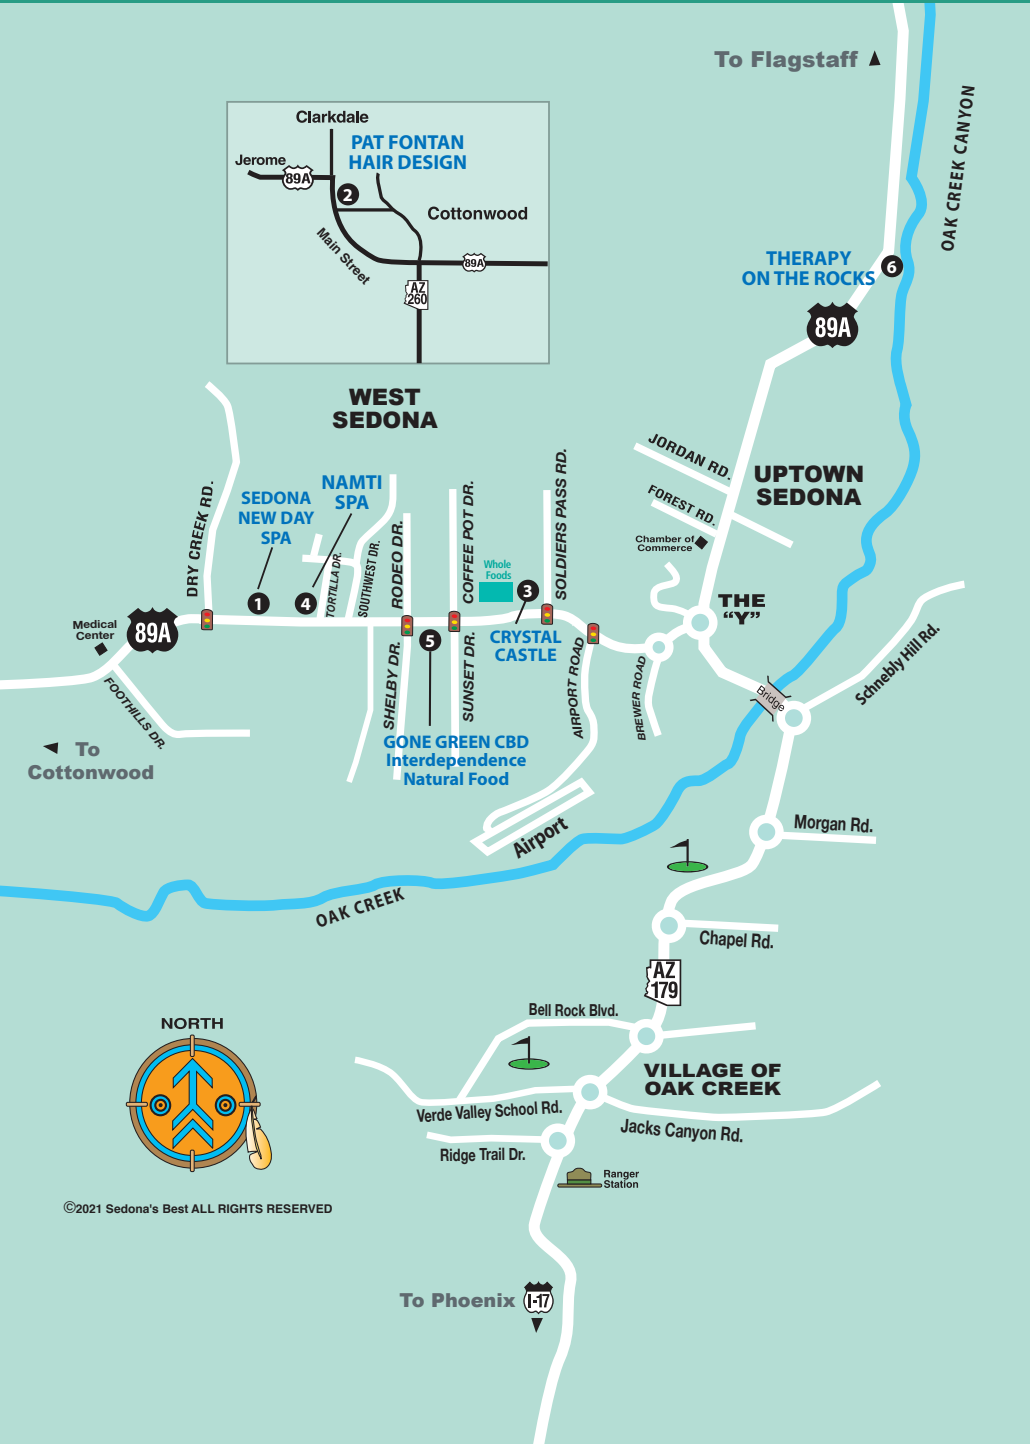 To Flagstaff
OAK CREEK CANYON
Clarkdale
PAT FONTAN
HAIR DESIGN
Jerome
89A
2
Cottonwood
Main Street
89A
AZ
260
THERAPY
ON THE ROCKS
6
89A
WEST
SEDONA
JORDAN RD.
UPTOWN
SEDONA
FOREST RD.
Chamber of
Commerce
DRY CREEK RD.
SEDONA
NEW DAY
SPA
NAMTI
SPA
TORTILLA DR.
SOUTHWEST DR.
RODEO DR.
COFFEE POT DR.
Whole
Foods
SOLDIERS PASS RD.
1
4
3
5
THE
"Y"
Medical
Center
89A
CRYSTAL
CASTLE
SHELBY DR.
SUNSET DR.
AIRPORT ROAD
BREWER ROAD
Schnebly Hill Rd.
Bridge
FOOTHILLS DR.
To
Cottonwood
GONE GREEN CBD
Interdependence
Natural Food
Airport
Morgan Rd.
OAK CREEK
Chapel Rd.
AZ
179
Bell Rock Blvd.
VILLAGE OF
OAK CREEK
Verde Valley School Rd.
Jacks Canyon Rd.
Ridge Trail Dr.
Ranger
Station
NORTH
©2021 Sedona's Best ALL RIGHTS RESERVED
To Phoenix
I-17